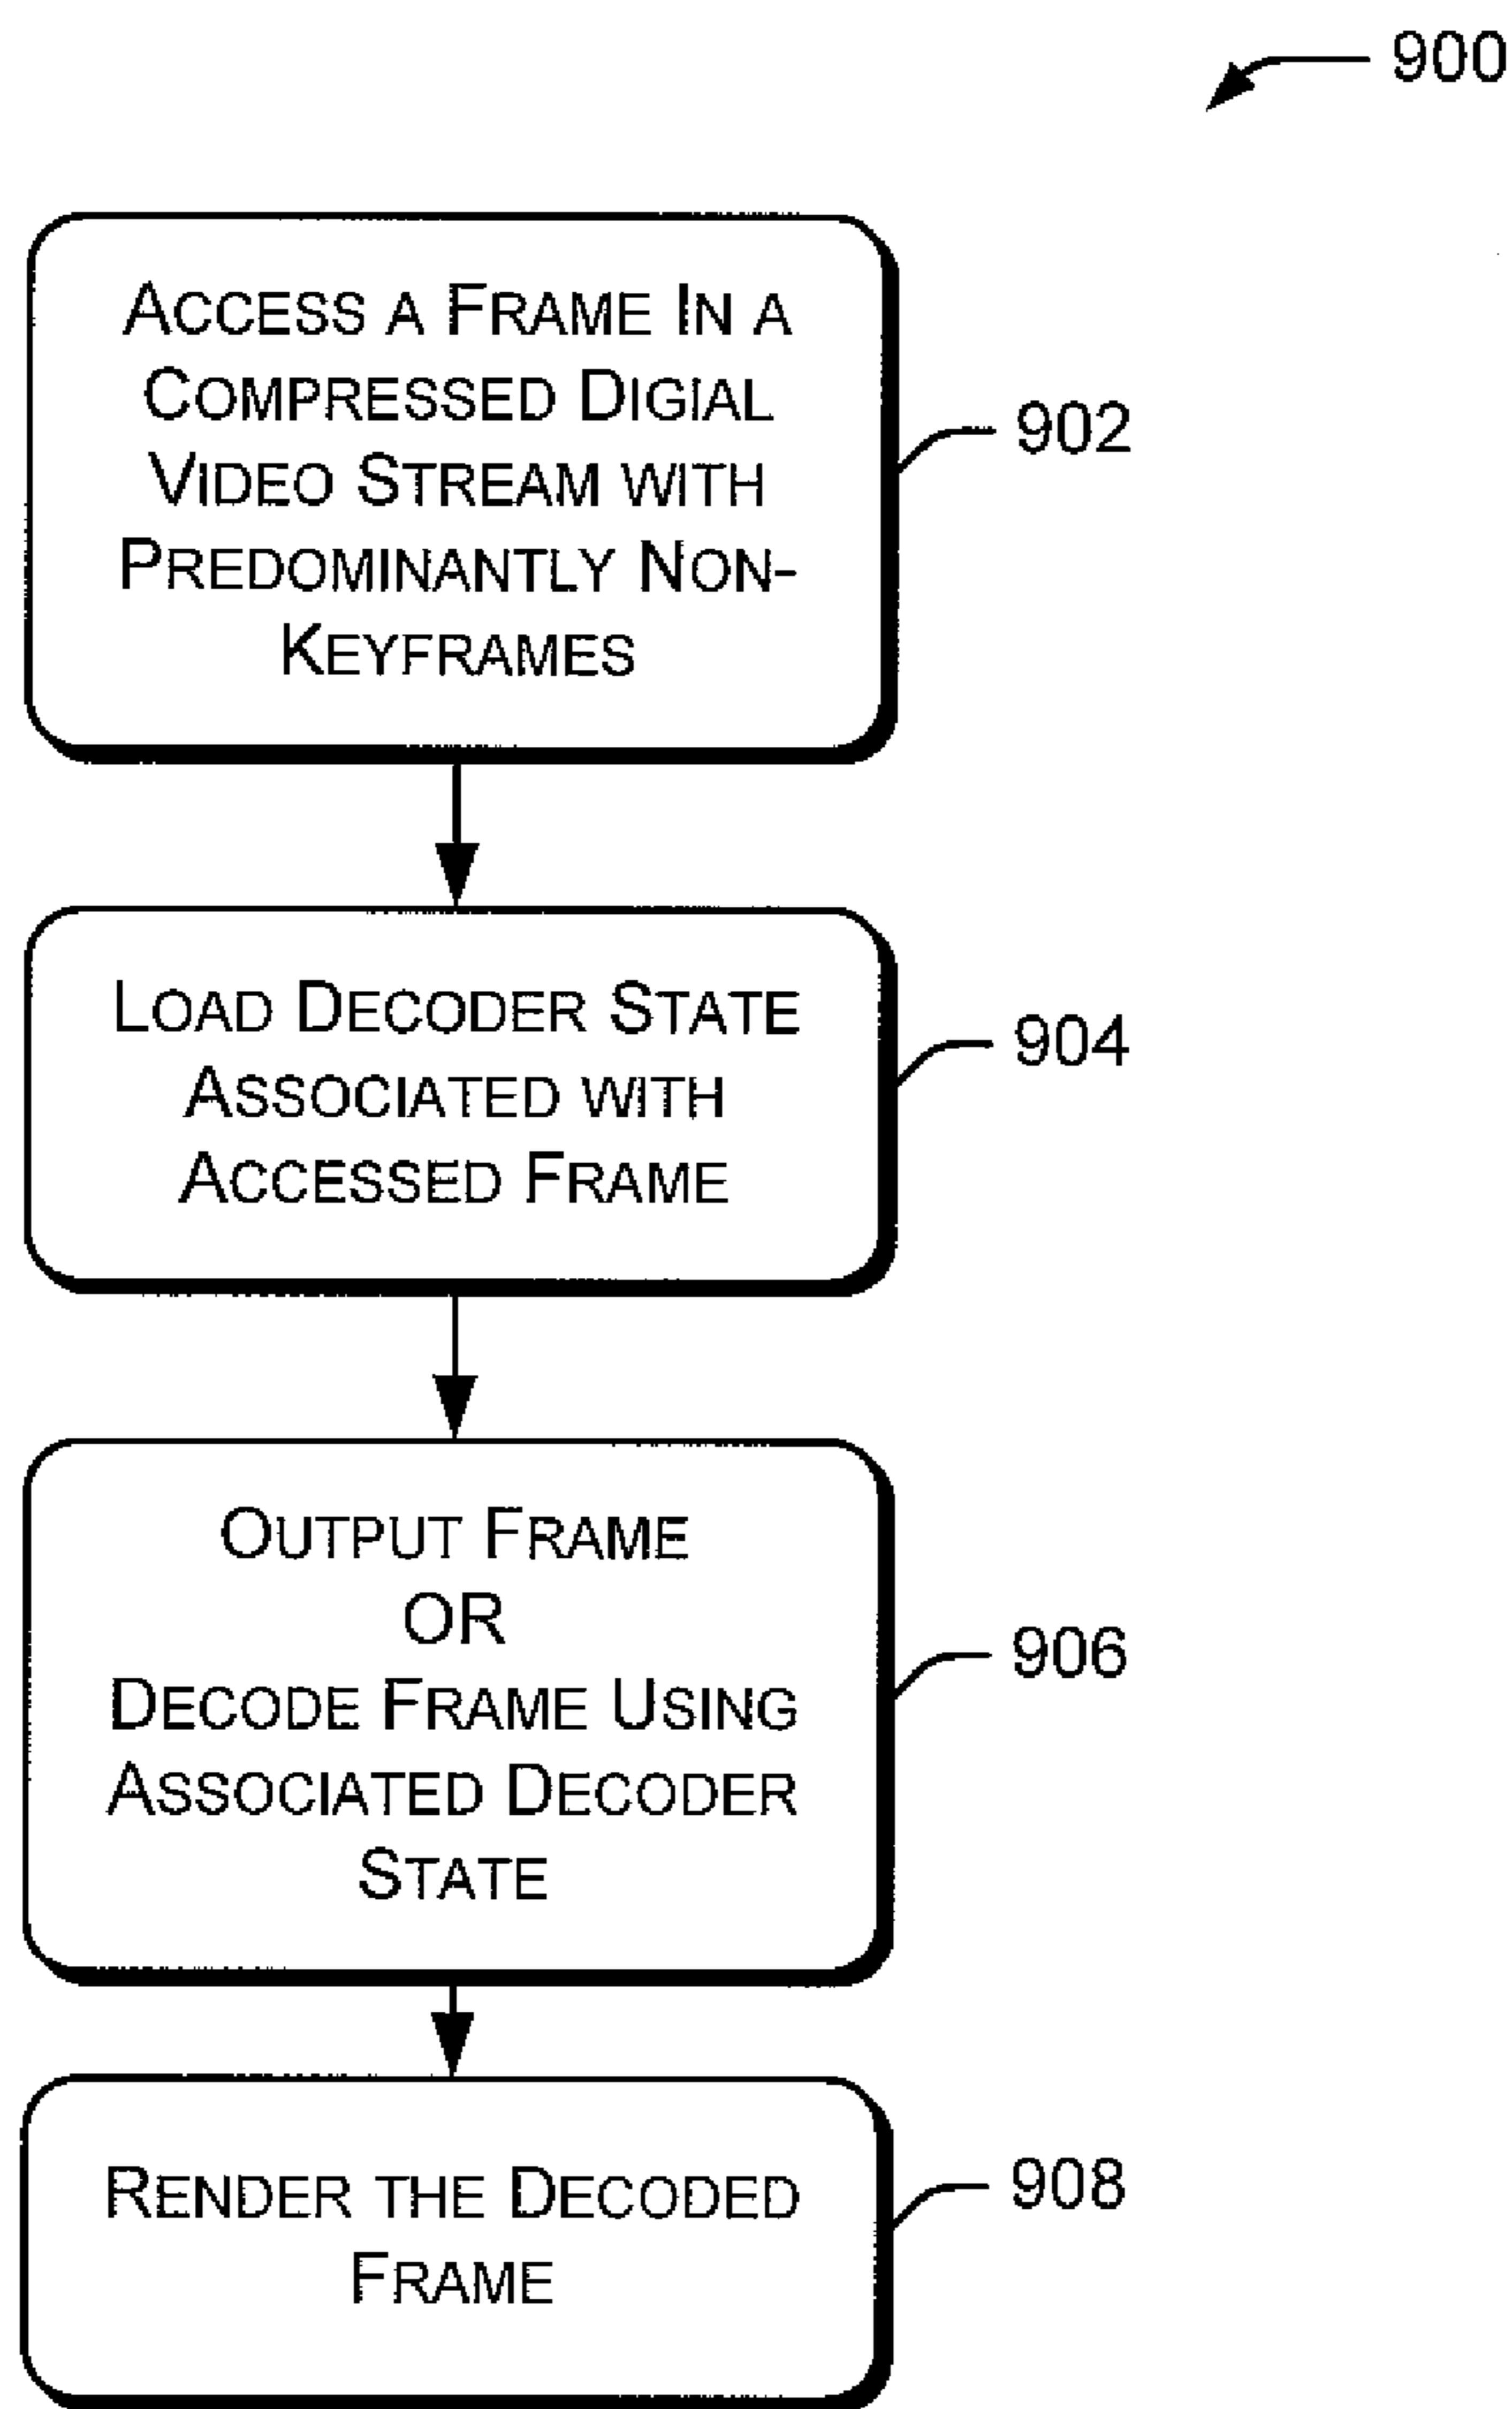 900
ACCESS A FRAME IN A
COMPRESSED DIGIAL
VIDEO STREAM WITH
PREDOMINANTLY NON-
KEYFRAMES
902
LOAD DECODER STATE
ASSOCIATED WITH
ACCESSED FRAME
904
OUTPUT FRAME
OR
DECODE FRAME USING
ASSOCIATED DECODER
STATE
906
RENDER THE DECODED
FRAME
908